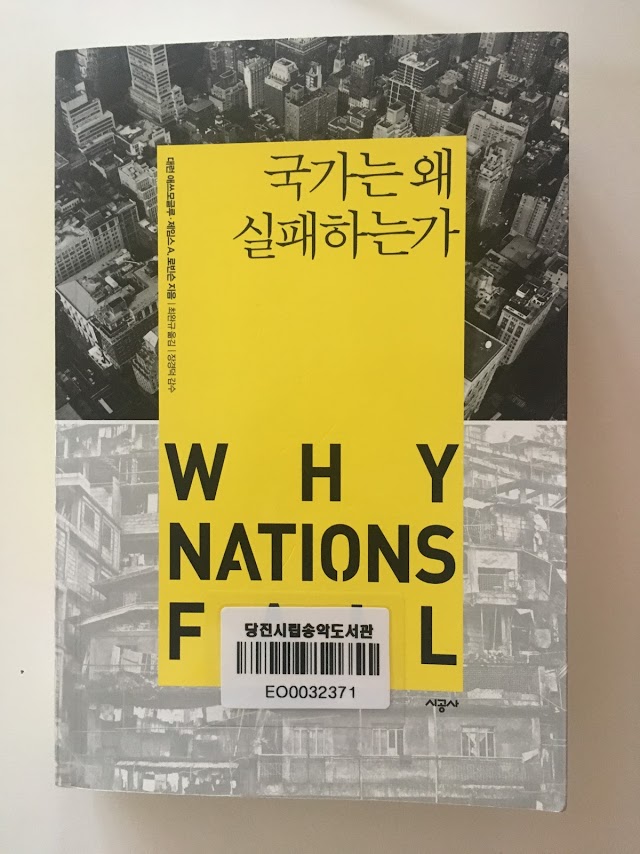 국가는 왜
실패하는가
대런 애쓰모글루·제임스 A. 로빈슨 지음 | 최완규 옮김 | 장경덕 감수
WHY
NATIONS
FAIL
당진시립송악도서관
EO0032371
시공사